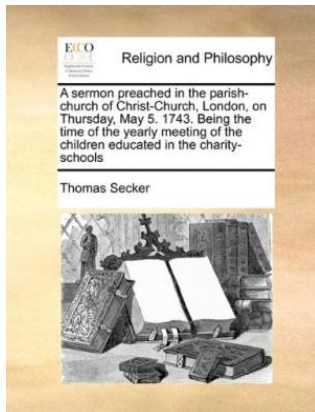 ECCO
Religion and Philosophy
A sermon preached in the parish-
church of Christ-Church, London, on
Thursday, May 5. 1743. Being the
time of the yearly meeting of the
children educated in the charity-
schools
Thomas Secker